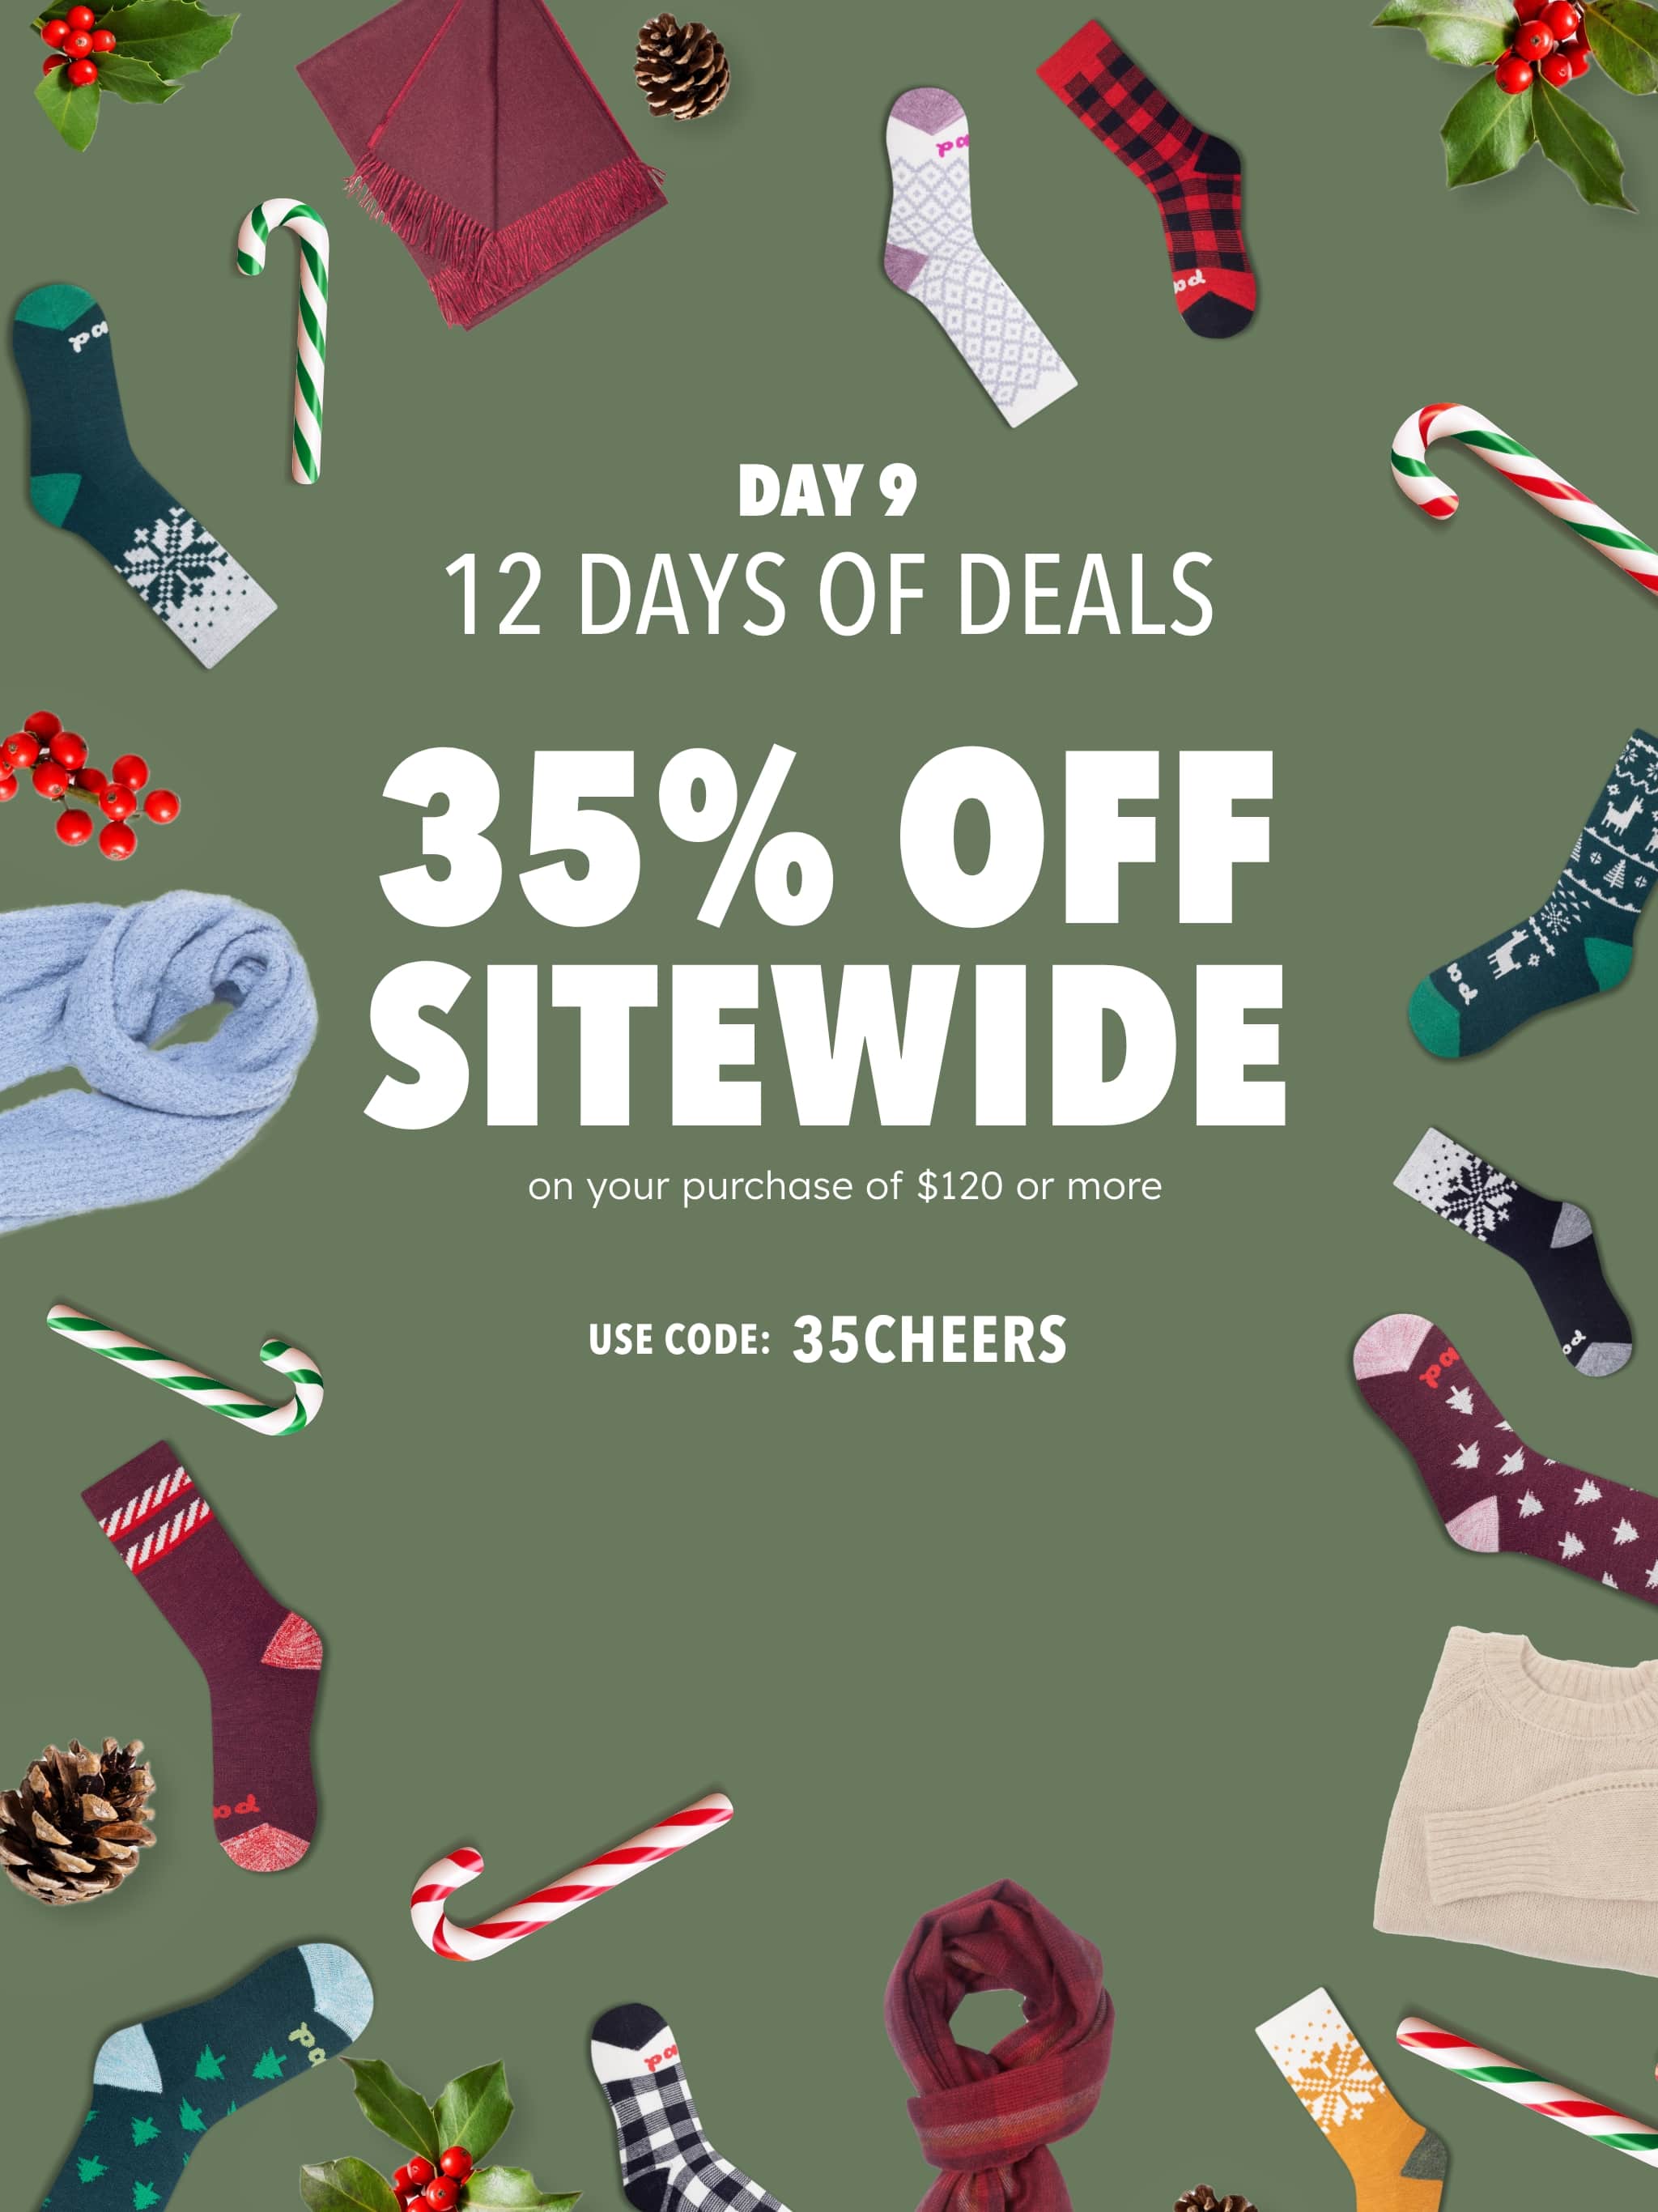 DAY 9
12 DAYS OF DEALS
35% OFF
SITEWIDE
on your purchase of $120 or more
USE CODE: 35CHEERS